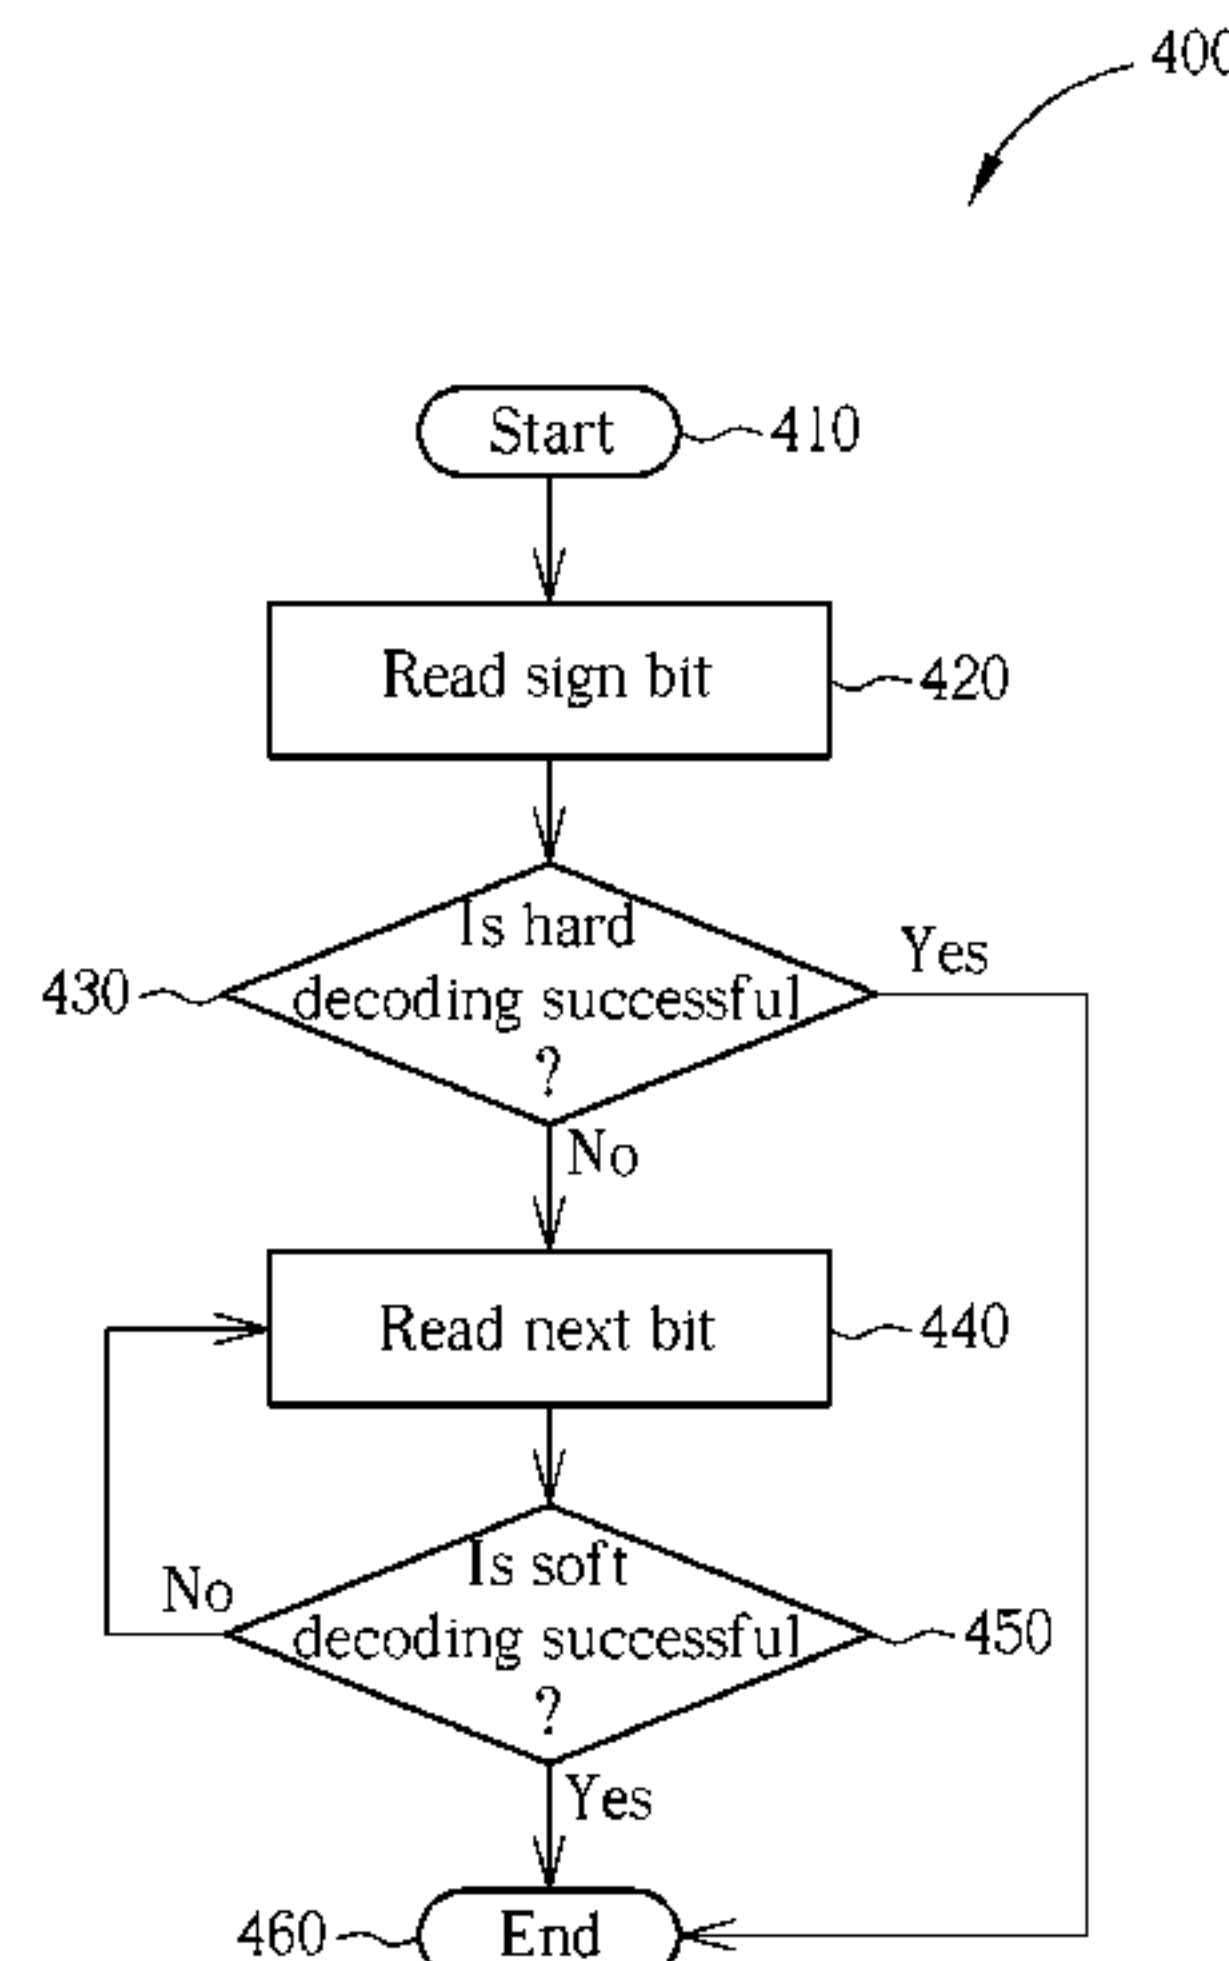 400
Start
410
Read sign bit
420
Is hard
decoding successful
?
430
Yes
No
Read next bit
440
Is soft
decoding successful
?
450
No
Yes
End
460